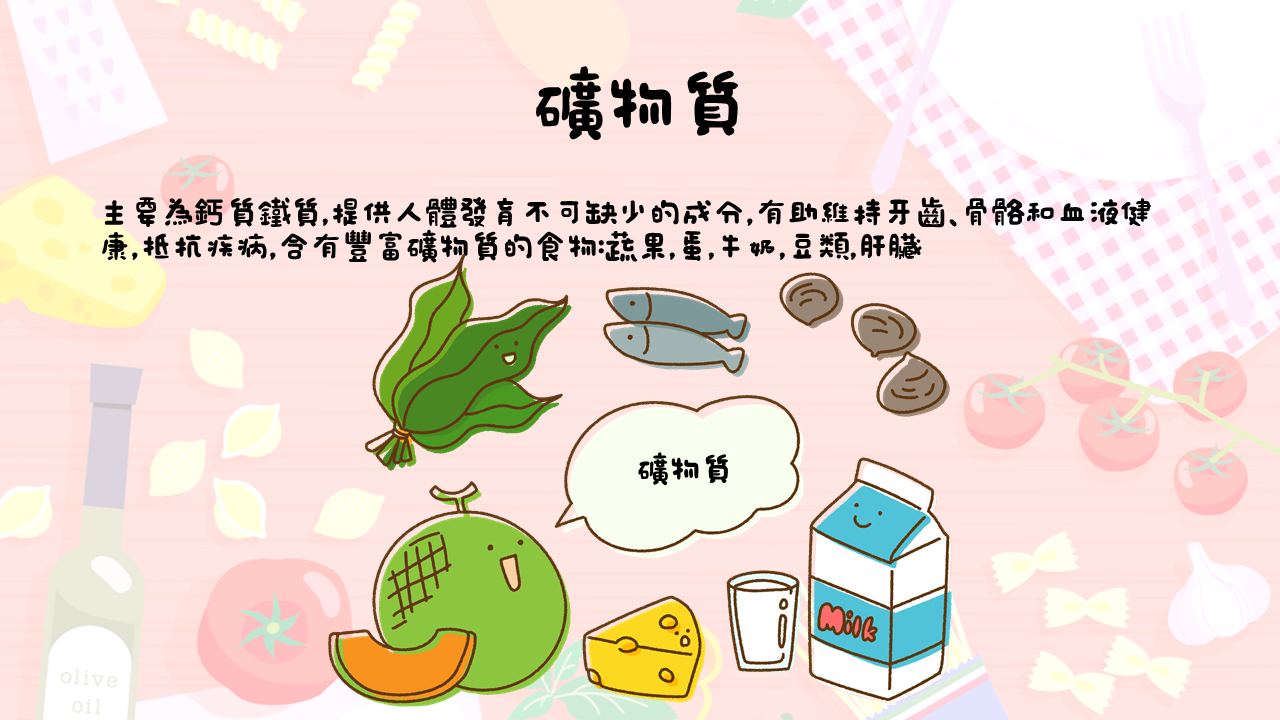 礦物質
主要為鈣質鐵質,提供人體發育不可缺少的成分,有助維持牙齒、骨骼和血液健
康,抵抗疾病,含有豐富礦物質的食物:蔬果,蛋,牛奶,豆類,肝臟
礦物質
Milk
olive
oil